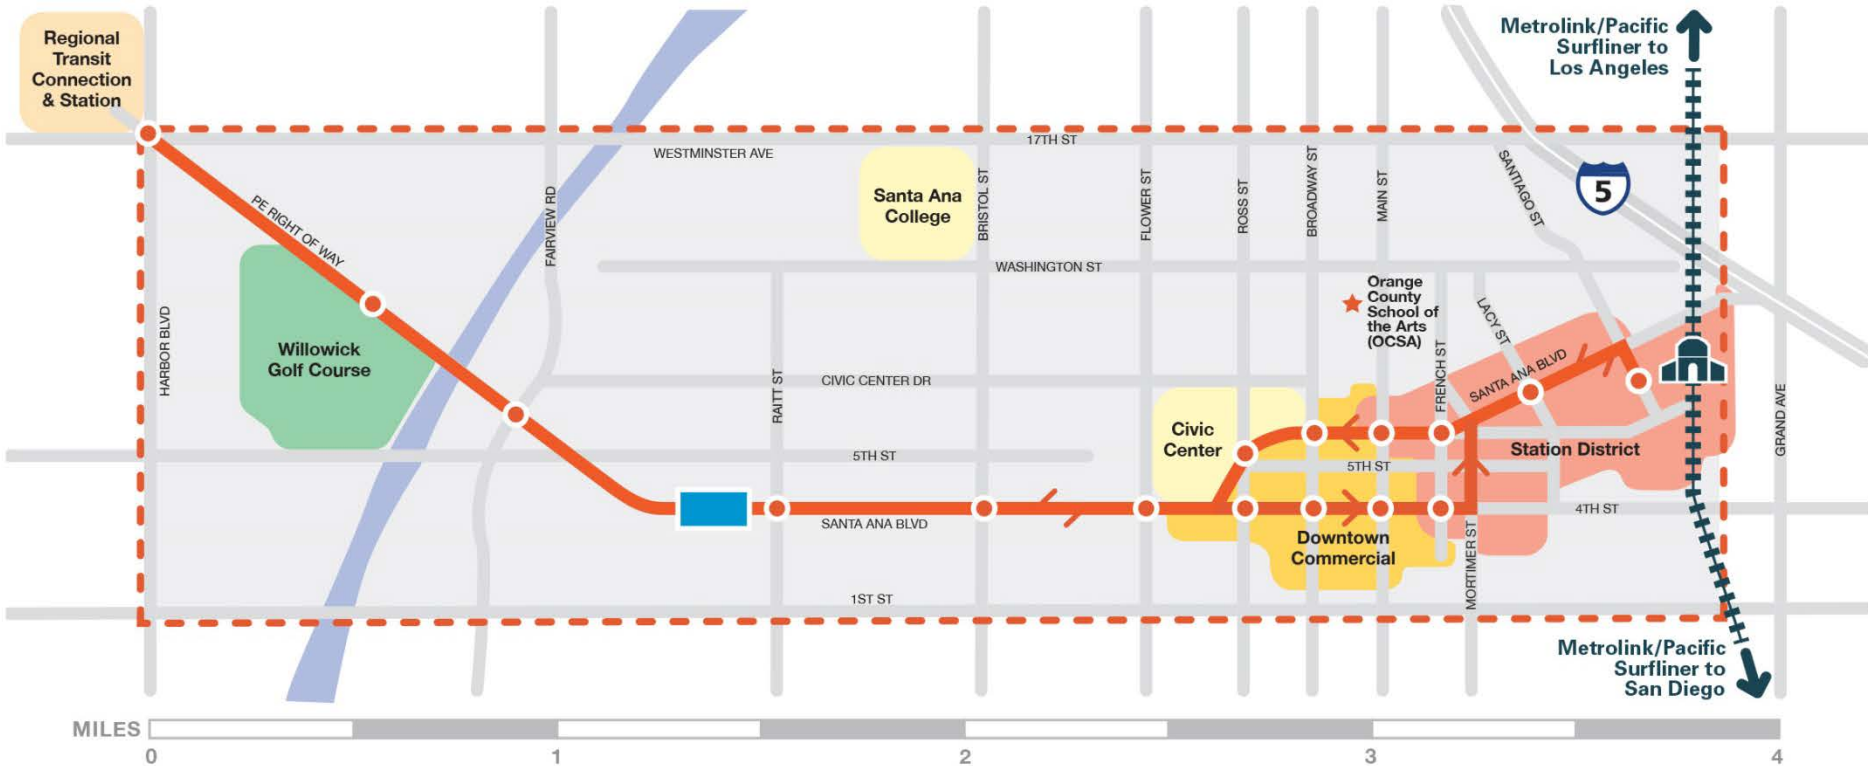 Regional
Transit
Connection
& Station
Metrolink/Pacific
Surfliner to
Los Angeles
17TH ST
WESTMINSTER AVE
Santa Ana
College
5
PE RIGHT OF WAY
FAIRVIEW RD
BRISTOL ST
FLOWER ST
ROSS ST
BROADWAY ST
MAIN ST
SANTIAGO ST
WASHINGTON ST
Orange
County
School of
the Arts
(OCSA)
LACY ST
HARBOR BLVD
Willowick
Golf Course
RAITT ST
CIVIC CENTER DR
FRENCH ST
SANTA ANA BLVD
GRAND AVE
Civic
Center
5TH ST
5TH ST
Station District
SANTA ANA BLVD
4TH ST
Downtown
Commercial
MORTIMER ST
1ST ST
Metrolink/Pacific
Surfliner to
San Diego
MILES
0
1
2
3
4